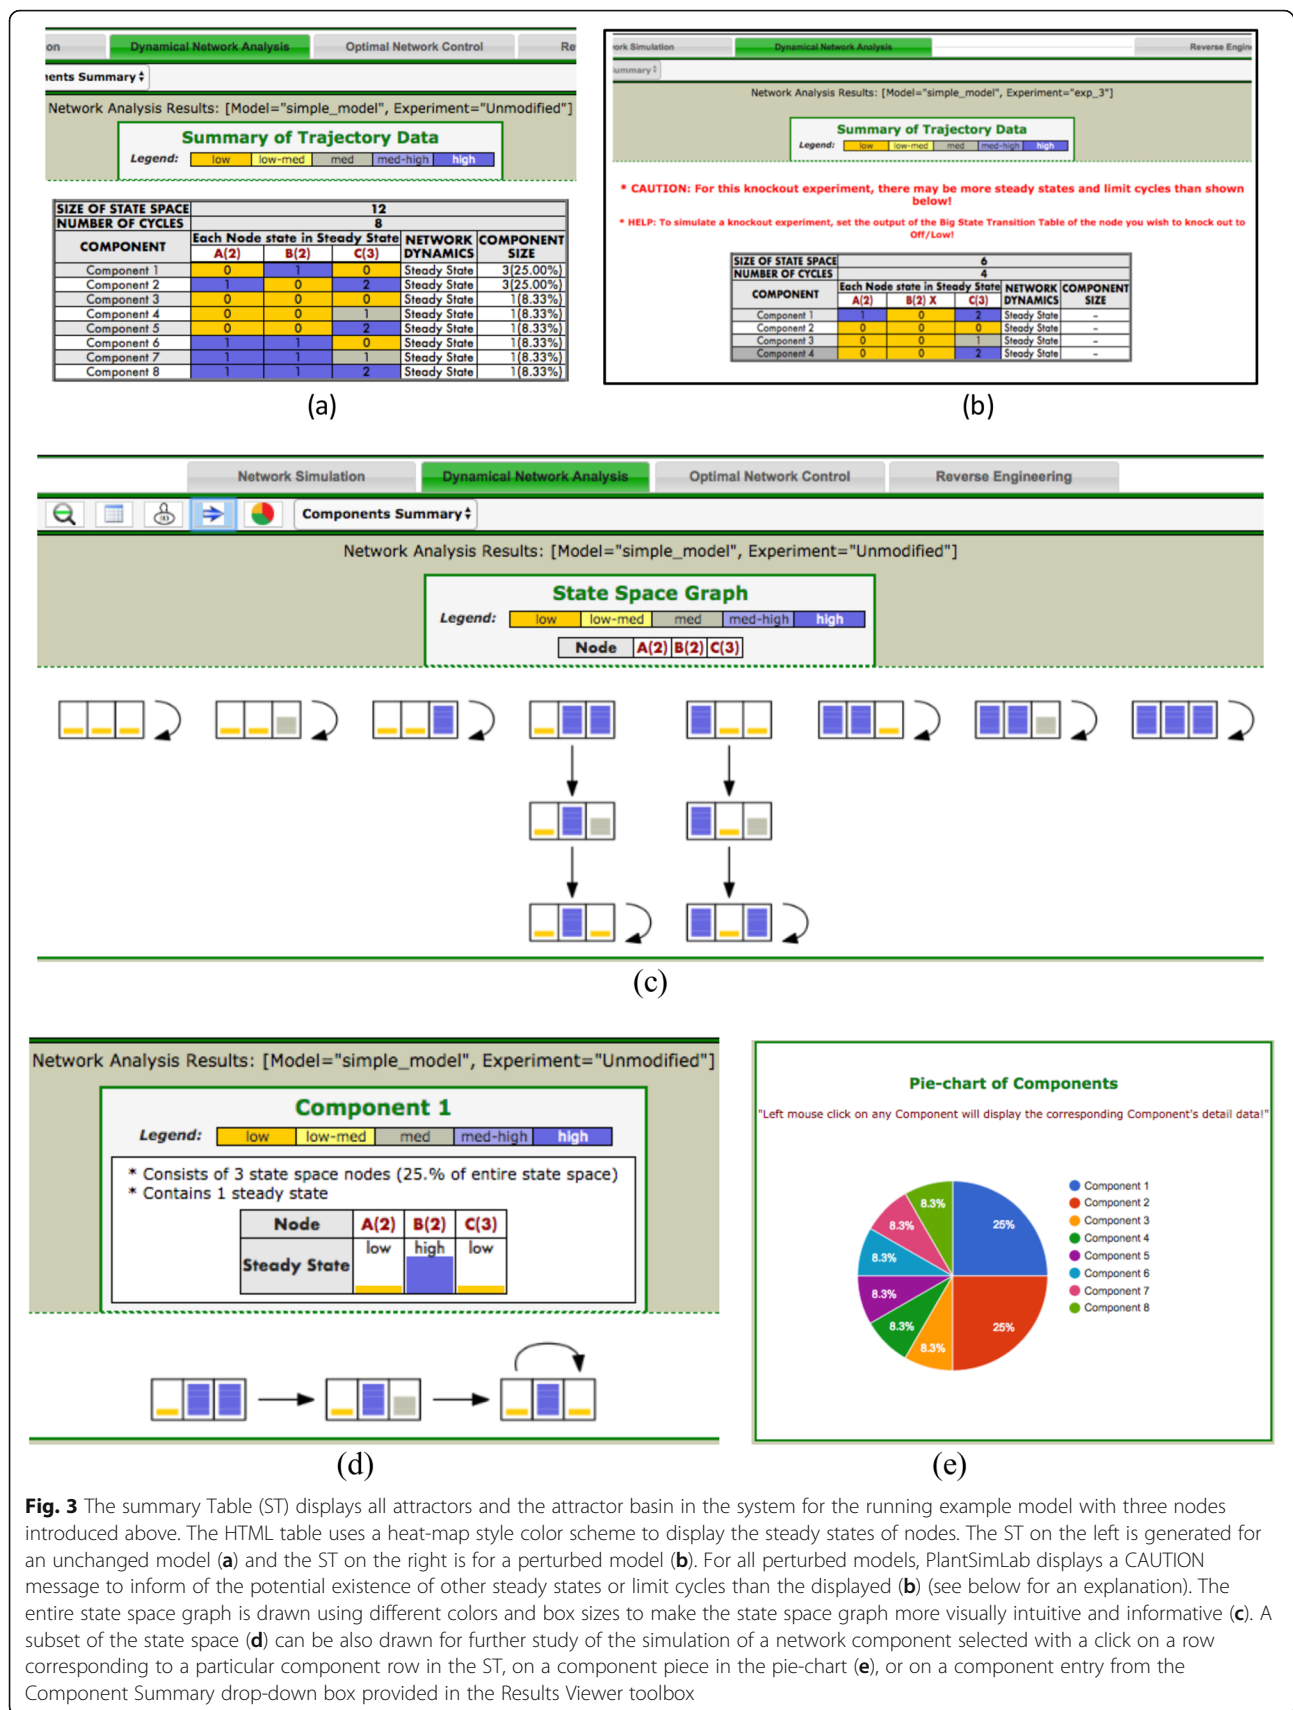 on Dynamical Network Analysis Optimal Network Control Re
ents Summary
Network Analysis Results: [Model="simple_model", Experiment="Unmodified"]
Summary of Trajectory Data
Legend: low low-med med med-high high
SIZE OF STATE SPACE 12
NUMBER OF CYCLES 8
COMPONENT Each Node state in Steady State NETWORK DYNAMICS COMPONENT SIZE
A(2) B(2) C(3)
Component 1 0 1 0 Steady State 3(25.00%)
Component 2 1 0 2 Steady State 3(25.00%)
Component 3 0 0 0 Steady State 1(8.33%)
Component 4 0 0 1 Steady State 1(8.33%)
Component 5 0 0 2 Steady State 1(8.33%)
Component 6 1 1 0 Steady State 1(8.33%)
Component 7 1 1 1 Steady State 1(8.33%)
Component 8 1 1 2 Steady State 1(8.33%)
(a)
ork Simulation Dynamical Network Analysis Reverse Engin
ummary
Network Analysis Results: [Model="simple_model", Experiment="exp_3"]
Summary of Trajectory Data
Legend: low low-med med med-high high
* CAUTION: For this knockout experiment, there may be more steady states and limit cycles than shown
below!
* HELP: To simulate a knockout experiment, set the output of the Big State Transition Table of the node you wish to knock out to
Off/Low!
SIZE OF STATE SPACE 6
NUMBER OF CYCLES 4
COMPONENT Each Node state in Steady State NETWORK DYNAMICS COMPONENT SIZE
A(2) B(2) X C(3)
Component 1 1 0 2 Steady State -
Component 2 0 0 0 Steady State -
Component 3 0 0 1 Steady State -
Component 4 0 0 2 Steady State -
(b)
Network Simulation Dynamical Network Analysis Optimal Network Control Reverse Engineering
Components Summary
Network Analysis Results: [Model="simple_model", Experiment="Unmodified"]
State Space Graph
Legend: low low-med med med-high high
Node A(2) B(2) C(3)
(c)
Network Analysis Results: [Model="simple_model", Experiment="Unmodified"]
Component 1
Legend: low low-med med med-high high
* Consists of 3 state space nodes (25.% of entire state space)
* Contains 1 steady state
Node A(2) B(2) C(3)
Steady State low high low
(d)
Pie-chart of Components
"Left mouse click on any Component will display the corresponding Component's detail data!"
8.3% 25%
8.3%
8.3%
8.3%
8.3%
8.3% 25%
Component 1
Component 2
Component 3
Component 4
Component 5
Component 6
Component 7
Component 8
(e)
Fig. 3 The summary Table (ST) displays all attractors and the attractor basin in the system for the running example model with three nodes
introduced above. The HTML table uses a heat-map style color scheme to display the steady states of nodes. The ST on the left is generated for
an unchanged model (a) and the ST on the right is for a perturbed model (b). For all perturbed models, PlantSimLab displays a CAUTION
message to inform of the potential existence of other steady states or limit cycles than the displayed (b) (see below for an explanation). The
entire state space graph is drawn using different colors and box sizes to make the state space graph more visually intuitive and informative (c). A
subset of the state space (d) can be also drawn for further study of the simulation of a network component selected with a click on a row
corresponding to a particular component row in the ST, on a component piece in the pie-chart (e), or on a component entry from the
Component Summary drop-down box provided in the Results Viewer toolbox